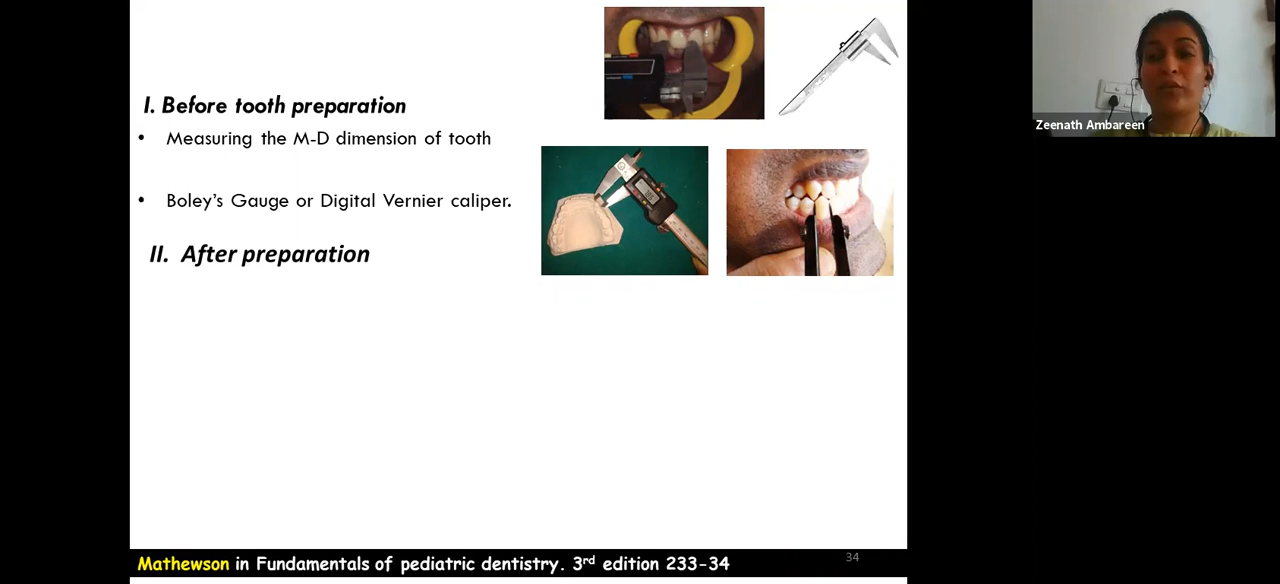 Zeenath Ambareen
I. Before tooth preparation
• Measuring the M-D dimension of tooth
• Boley's Gauge or Digital Vernier caliper.
II. After preparation
Mathewson in Fundamentals of pediatric dentistry. 3rd edition 233-34
34